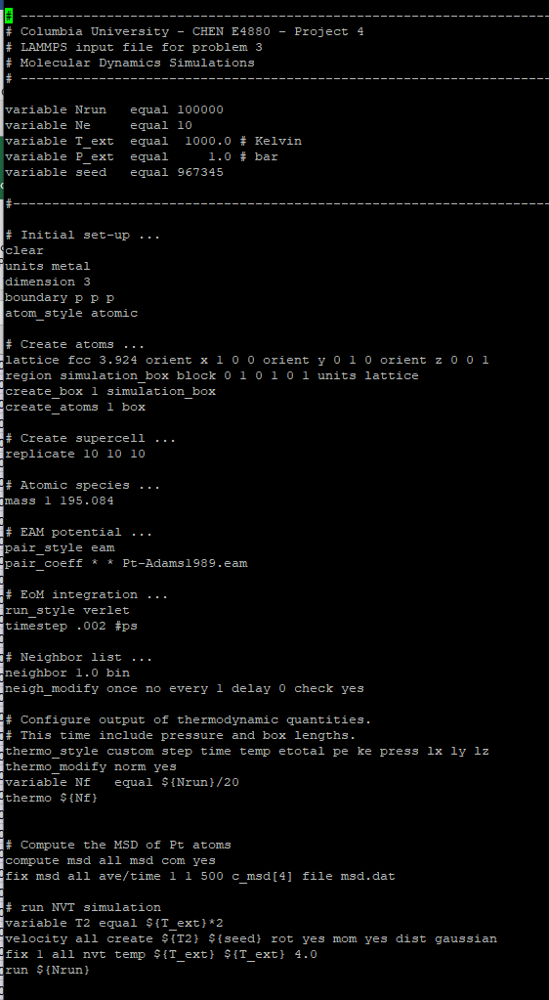 # -------------------------------------------------------------------
# Columbia University - CHEN E4880 - Project 4
# LAMMPS input file for problem 3
# Molecular Dynamics Simulations
# -------------------------------------------------------------------
variable Nrun   equal 100000
variable Ne     equal 10
variable T_ext  equal  1000.0 # Kelvin
variable P_ext  equal     1.0 # bar
variable seed   equal 967345
#--------------------------------------------------------------------
# Initial set-up ...
clear
units metal
dimension 3
boundary p p p
atom_style atomic
# Create atoms ...
lattice fcc 3.924 orient x 1 0 0 orient y 0 1 0 orient z 0 0 1
region simulation_box block 0 1 0 1 0 1 units lattice
create_box 1 simulation_box
create_atoms 1 box
# Create supercell ...
replicate 10 10 10
# Atomic species ...
mass 1 195.084
# EAM potential ...
pair_style eam
pair_coeff * * Pt-Adams1989.eam
# EoM integration ...
run_style verlet
timestep .002 #ps
# Neighbor list ...
neighbor 1.0 bin
neigh_modify once no every 1 delay 0 check yes
# Configure output of thermodynamic quantities.
# This time include pressure and box lengths.
thermo_style custom step time temp etotal pe ke press lx ly lz
thermo_modify norm yes
variable Nf   equal ${Nrun}/20
thermo ${Nf}
# Compute the MSD of Pt atoms
compute msd all msd com yes
fix msd all ave/time 1 1 500 c_msd[4] file msd.dat
# run NVT simulation
variable T2 equal ${T_ext}*2
velocity all create ${T2} ${seed} rot yes mom yes dist gaussian
fix 1 all nvt temp ${T_ext} ${T_ext} 4.0
run ${Nrun}